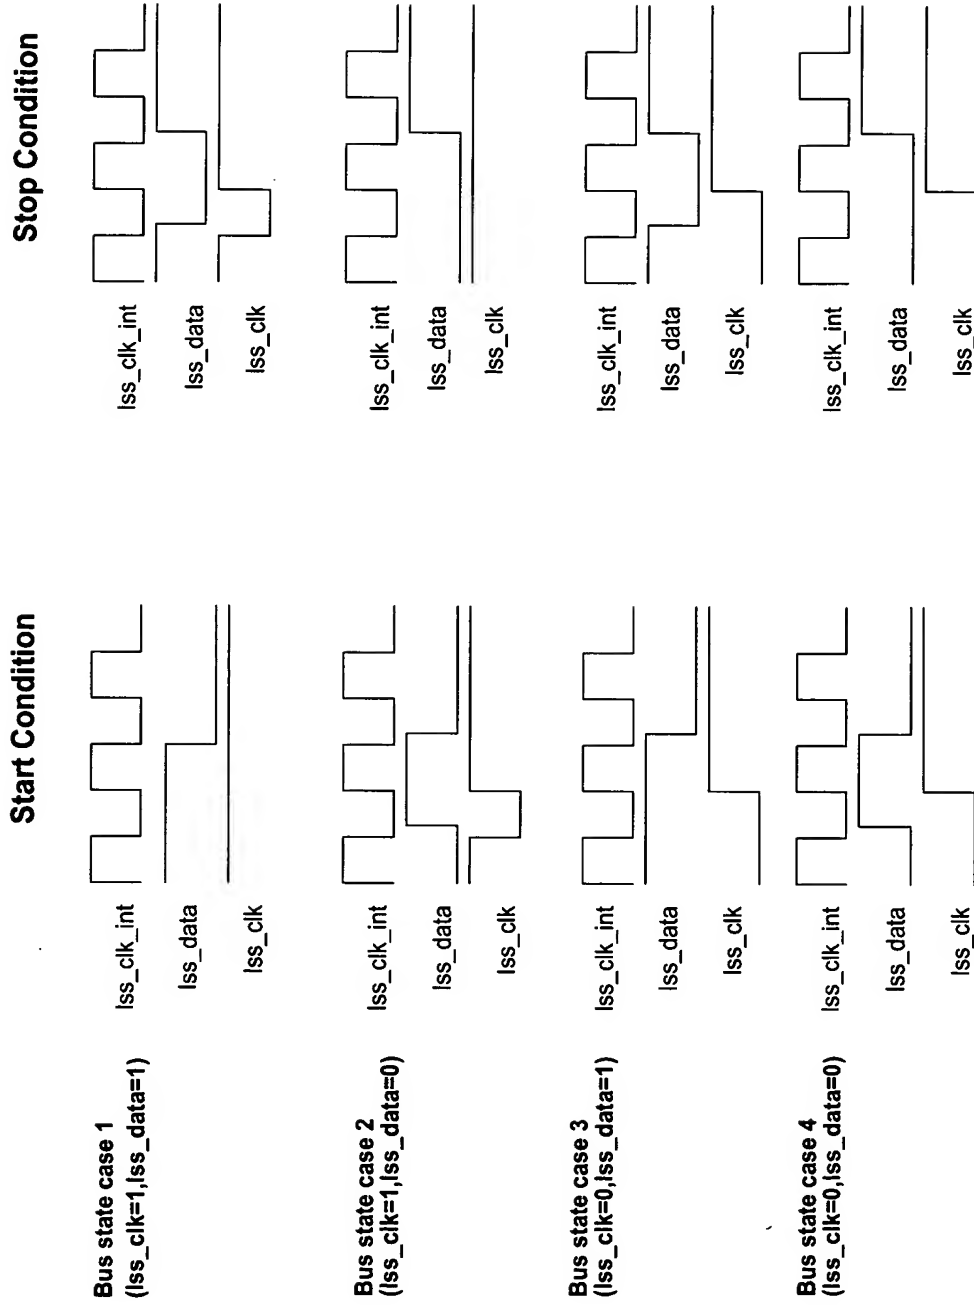 Start Condition
Stop Condition
Bus state case 1
(lss_clk=1,lss_data=1)
lss_clk_int
lss_data
lss_clk
lss_clk_int
lss_data
lss_clk
Bus state case 2
(lss_clk=1,lss_data=0)
lss_clk_int
lss_data
lss_clk
lss_clk_int
lss_data
lss_clk
Bus state case 3
(lss_clk=0,lss_data=1)
lss_clk_int
lss_data
lss_clk
lss_clk_int
lss_data
lss_clk
Bus state case 4
(lss_clk=0,lss_data=0)
lss_clk_int
lss_data
lss_clk
lss_clk_int
lss_data
lss_clk